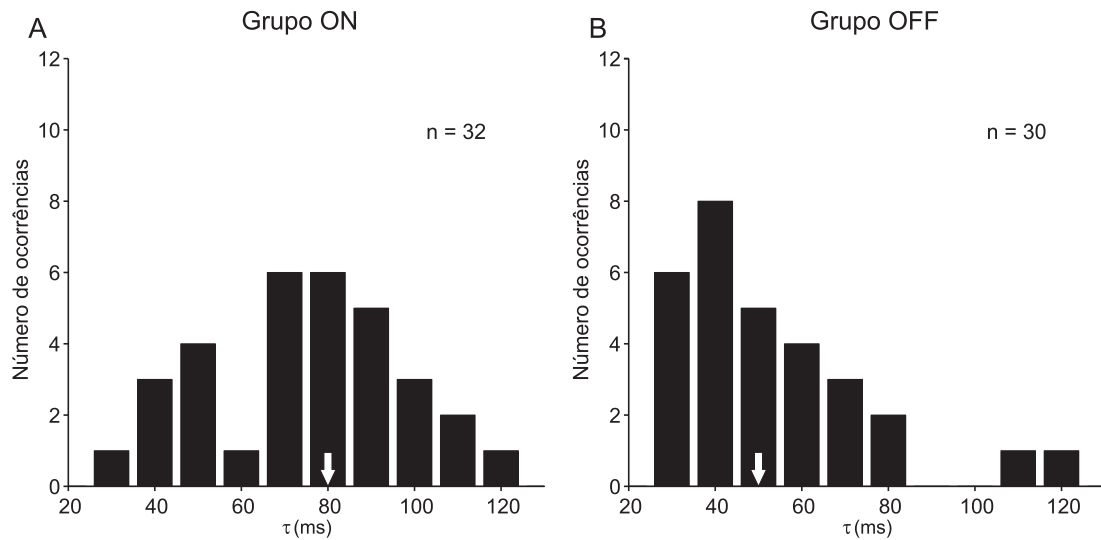 A
Grupo ON
12
10
8
6
4
2
0
Número de ocorrências
n = 32
20 40 60 80 100 120
τ (ms)
B
Grupo OFF
12
10
8
6
4
2
0
Número de ocorrências
n = 30
20 40 60 80 100 120
τ (ms)